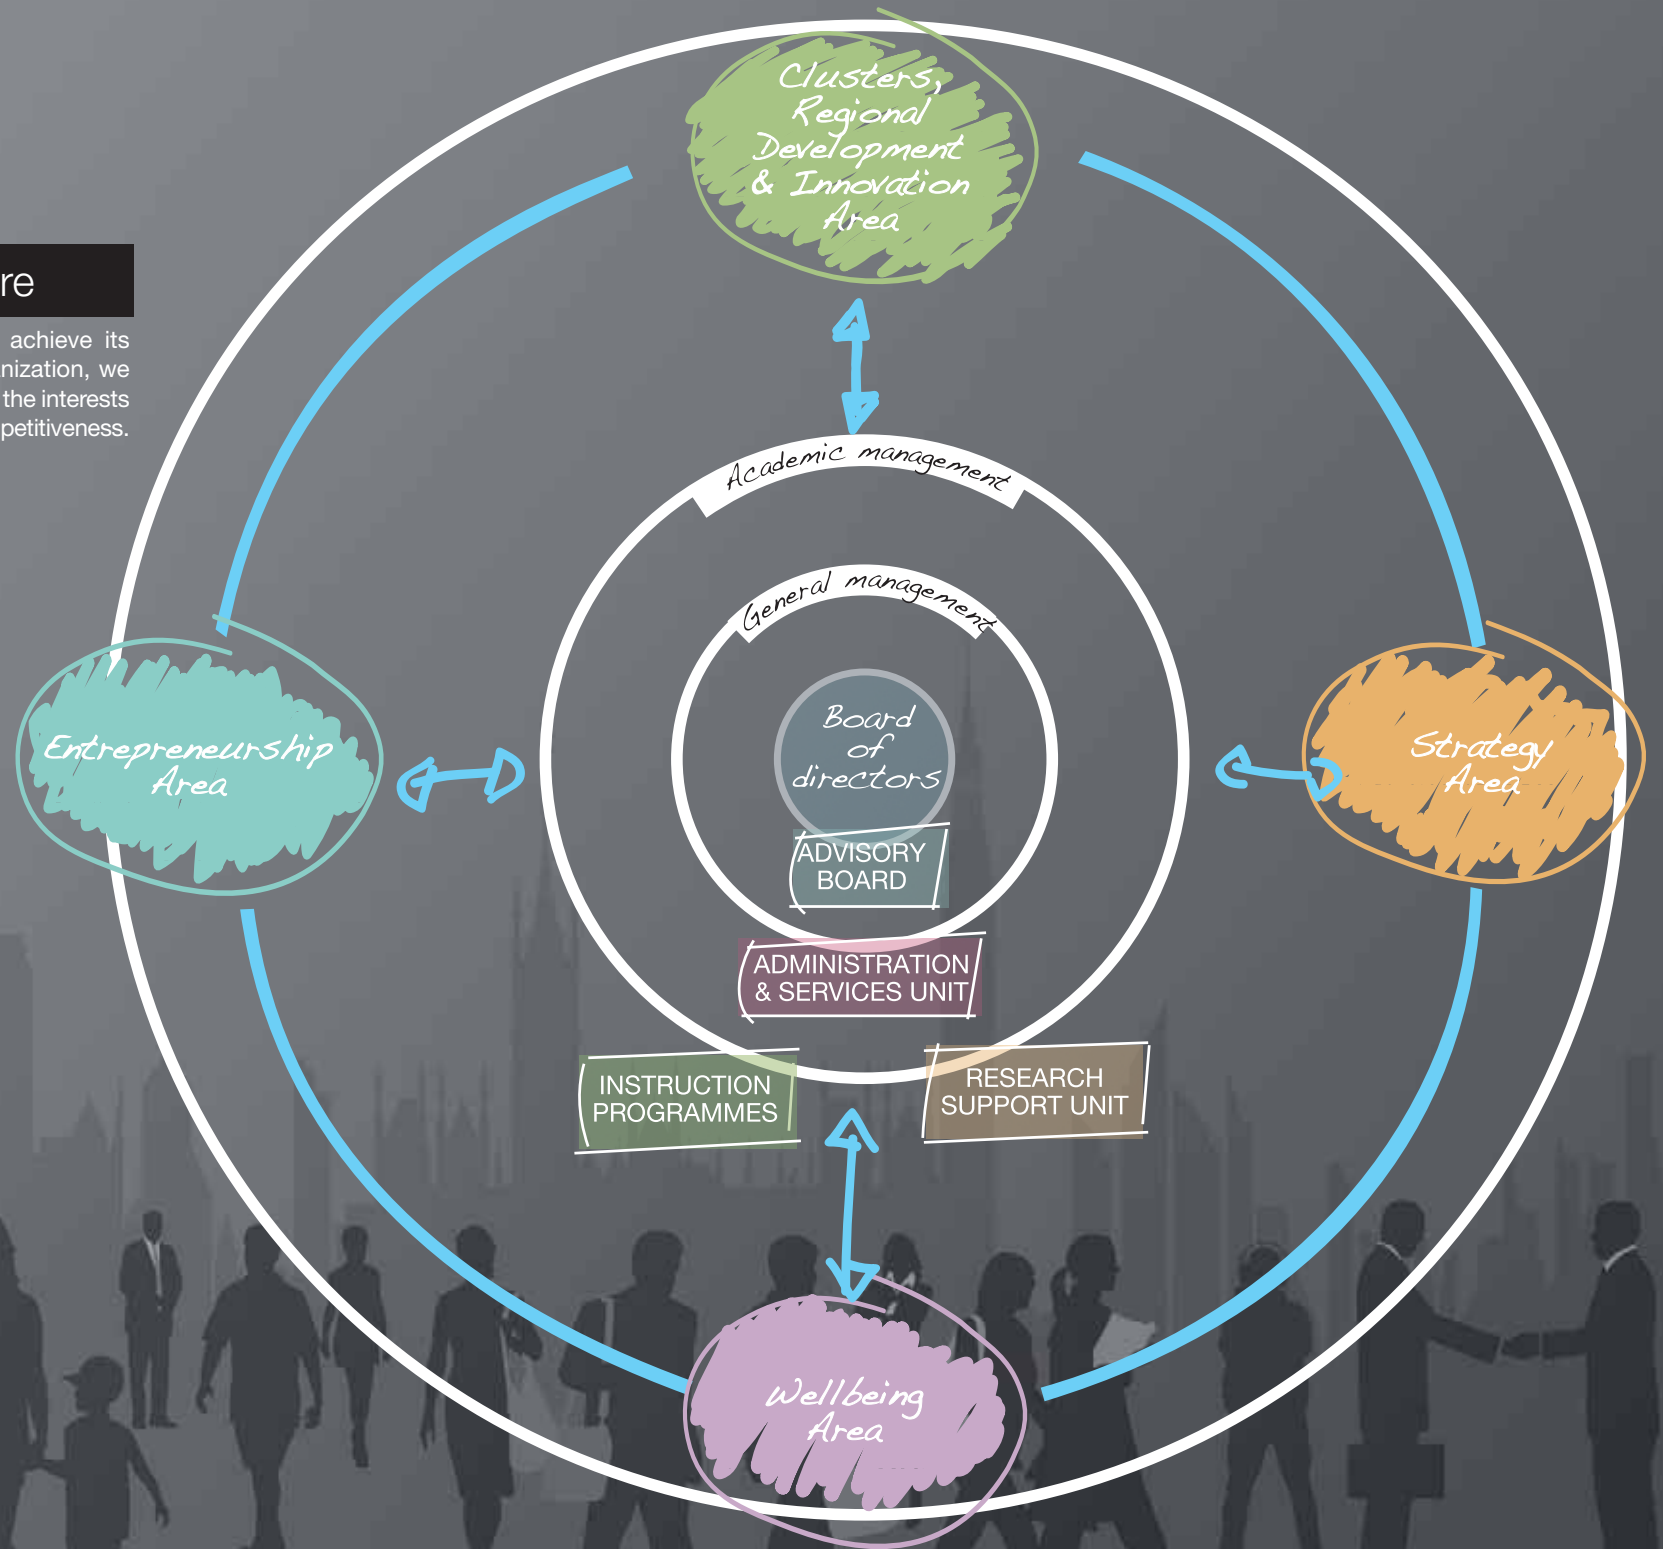 Clusters,
Regional
Development
& Innovation
Area
re
achieve its
nization, we
the interests
petitiveness.
Academic management
General management
Board
of
directors
Entrepreneurship
Area
Strategy
Area
ADVISORY
BOARD
ADMINISTRATION
& SERVICES UNIT
INSTRUCTION
PROGRAMMES
RESEARCH
SUPPORT UNIT
Wellbeing
Area